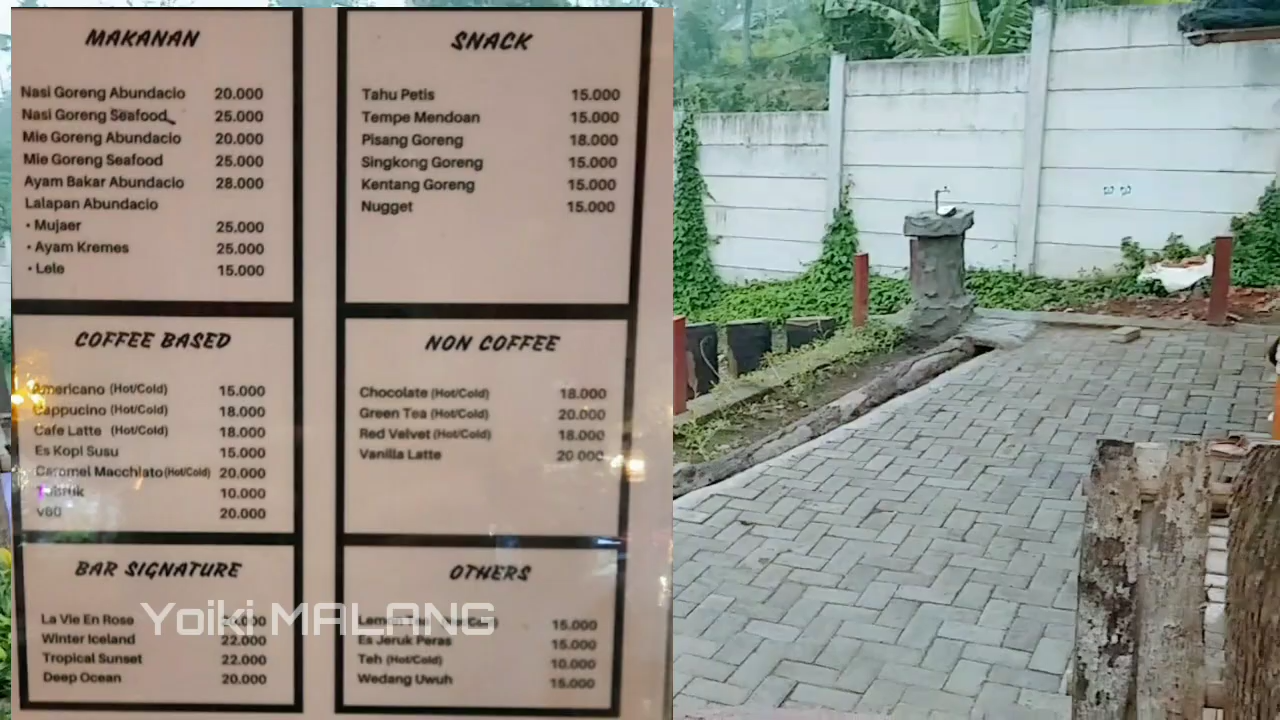 MAKANAN
Nasi Goreng Abundacio 20.000
Nasi Goreng Seafood 25.000
Mie Goreng Abundacio 20.000
Mie Goreng Seafood 25.000
Ayam Bakar Abundacio 28.000
Lalapan Abundacio
• Mujaer 25.000
• Ayam Kremes 25.000
• Lele 15.000
SNACK
Tahu Petis 15.000
Tempe Mendoan 15.000
Pisang Goreng 18.000
Singkong Goreng 15.000
Kentang Goreng 15.000
Nugget 15.000
COFFEE BASED
Americano (Hot/Cold) 15.000
Cappucino (Hot/Cold) 18.000
Cafe Latte (Hot/Cold) 18.000
Es Kopi Susu 15.000
Caramel Macchiato (Hot/Cold) 20.000
Tubruk 10.000
V60 20.000
NON COFFEE
Chocolate (Hot/Cold) 18.000
Green Tea (Hot/Cold) 20.000
Red Velvet (Hot/Cold) 18.000
Vanilla Latte 20.000
BAR SIGNATURE
La Vie En Rose
Winter Iceland 22.000
Tropical Sunset 22.000
Deep Ocean 20.000
OTHERS
15.000
Es Jeruk Peras 15.000
Teh (Hot/Cold) 10.000
Wedang Uwuh 15.000
Yoiki MALANG